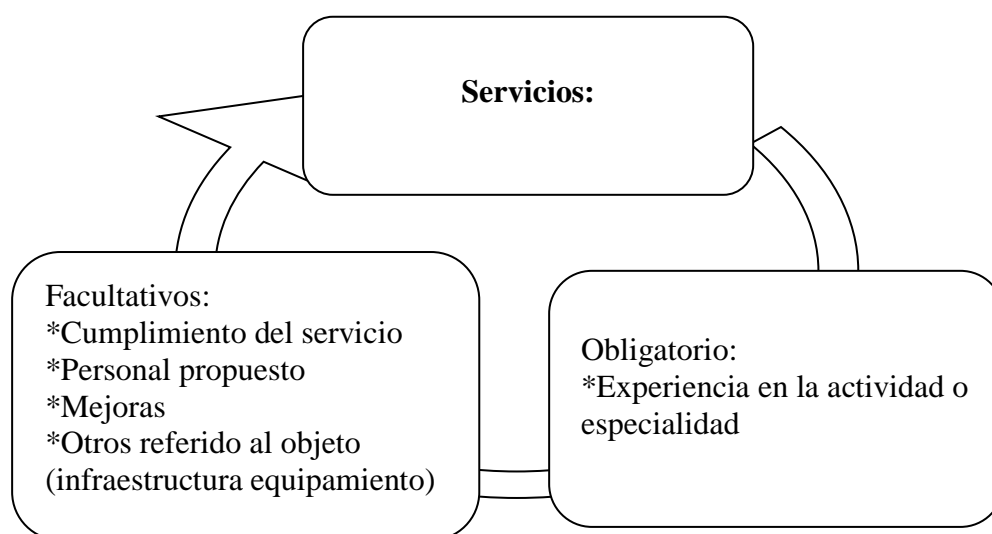 Servicios:
Facultativos:
*Cumplimiento del servicio
*Personal propuesto
*Mejoras
*Otros referido al objeto
(infraestructura equipamiento)
Obligatorio:
*Experiencia en la actividad o
especialidad